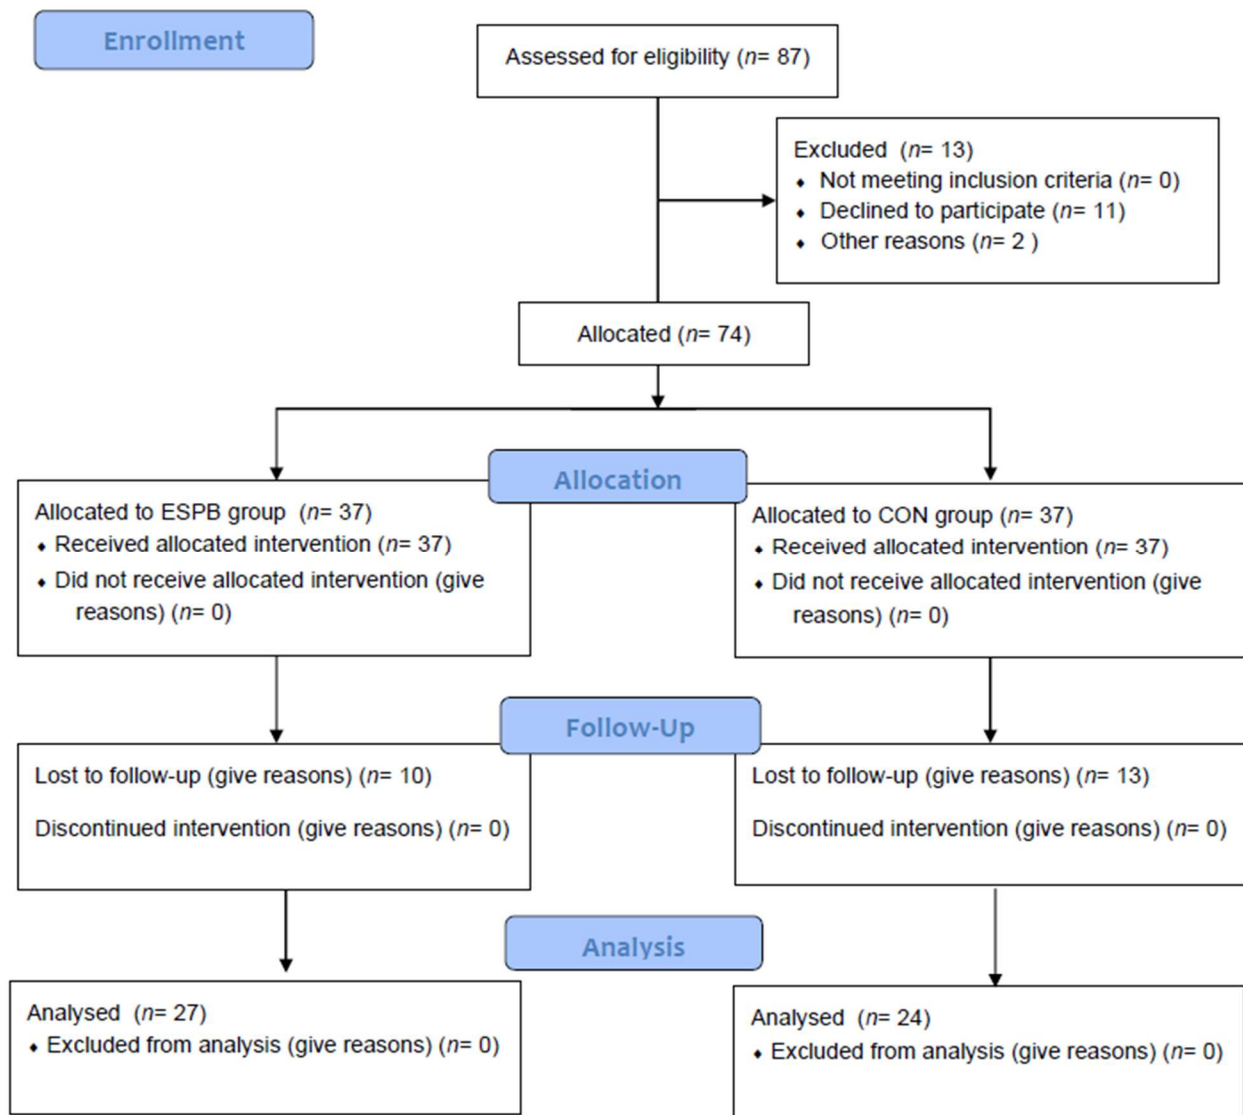 Enrollment
Assessed for eligibility (n= 87)
Excluded (n= 13)
♦ Not meeting inclusion criteria (n= 0)
♦ Declined to participate (n= 11)
♦ Other reasons (n= 2 )
Allocated (n= 74)
Allocation
Allocated to ESPB group (n= 37)
♦ Received allocated intervention (n= 37)
♦ Did not receive allocated intervention (give
reasons) (n= 0)
Allocated to CON group (n= 37)
♦ Received allocated intervention (n= 37)
♦ Did not receive allocated intervention (give
reasons) (n= 0)
Follow-Up
Lost to follow-up (give reasons) (n= 10)
Discontinued intervention (give reasons) (n= 0)
Lost to follow-up (give reasons) (n= 13)
Discontinued intervention (give reasons) (n= 0)
Analysis
Analysed (n= 27)
♦ Excluded from analysis (give reasons) (n= 0)
Analysed (n= 24)
♦ Excluded from analysis (give reasons) (n= 0)